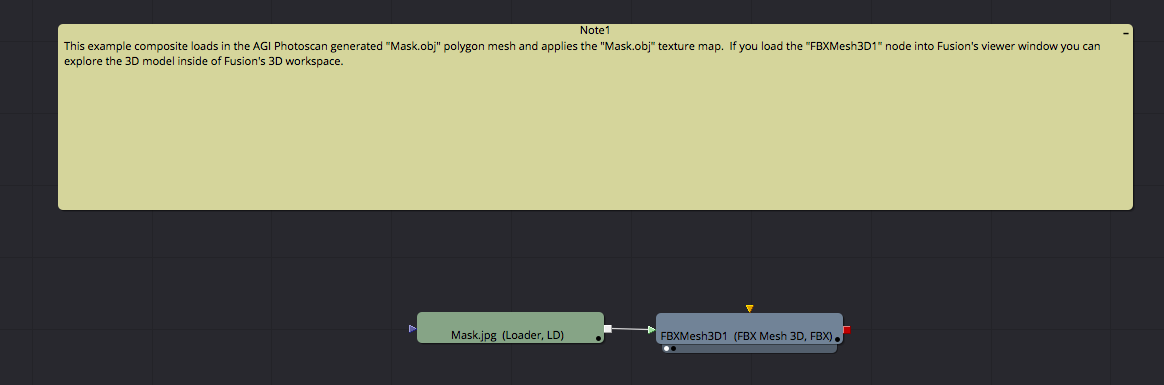 Note1
This example composite loads in the AGI Photoscan generated "Mask.obj" polygon mesh and applies the "Mask.obj" texture map.  If you load the "FBXMesh3D1" node into Fusion's viewer window you can
explore the 3D model inside of Fusion's 3D workspace.
Mask.jpg  (Loader, LD)
FBXMesh3D1  (FBX Mesh 3D, FBX)